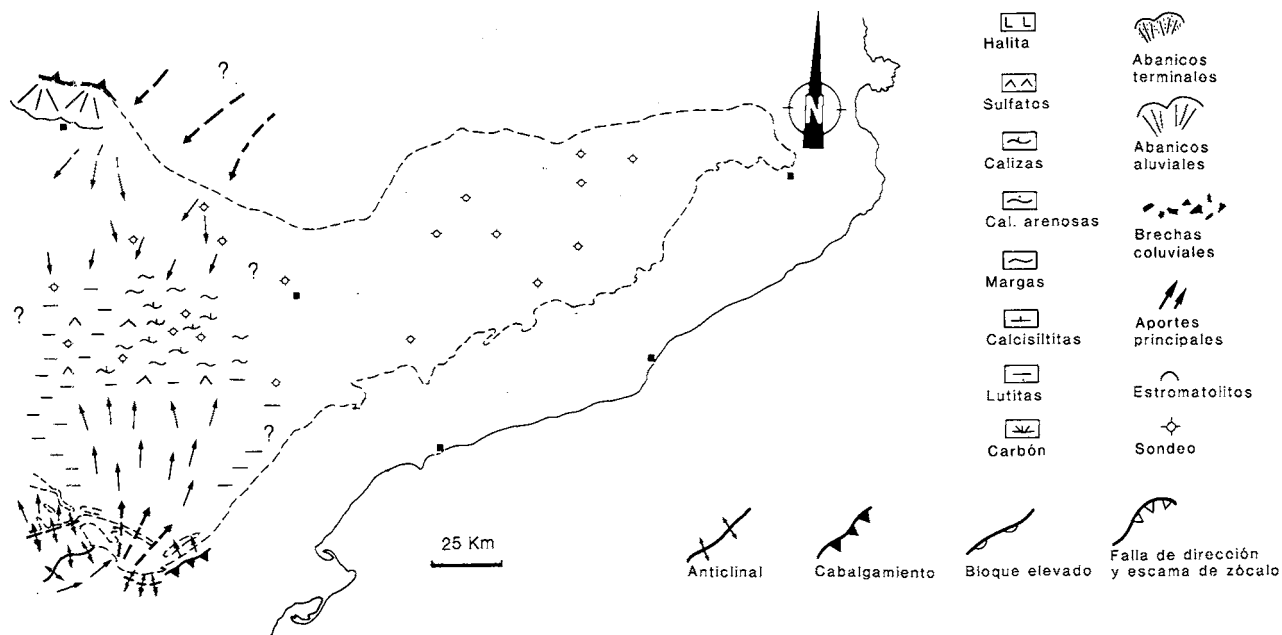 ?
N
?
?
?
25 Km
Halita
Sulfatos
Calizas
Cal. arenosas
Margas
Calcisiltitas
Lutitas
Carbón
Abanicos
terminales
Abanicos
aluviales
Brechas
coluviales
Aportes
principales
Estromatolitos
Sondeo
Anticlinal
Cabalgamiento
Bloque elevado
Falla de dirección
y escama de zócalo